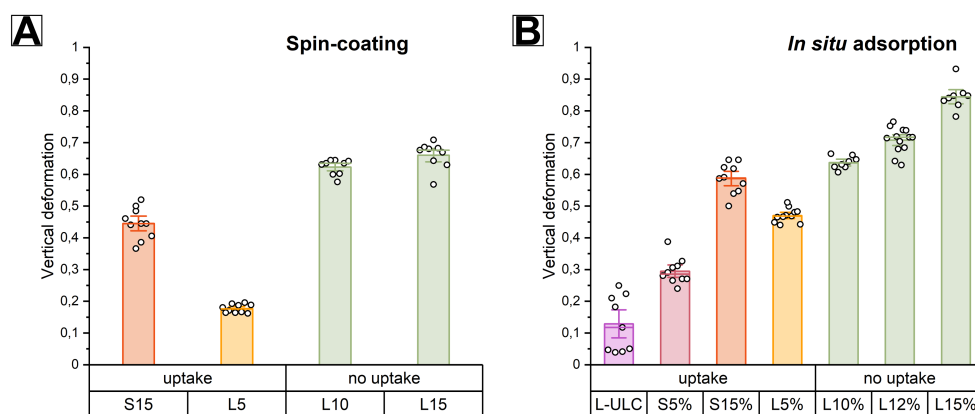 A
Spin-coating
Vertical deformation
1
0,9
0,8
0,7
0,6
0,5
0,4
0,3
0,2
0,1
0
uptake no uptake
S15 L5 L10 L15
B
In situ adsorption
Vertical deformation
1
0,9
0,8
0,7
0,6
0,5
0,4
0,3
0,2
0,1
0
uptake no uptake
L-ULC S5% S15% L5% L10% L12% L15%